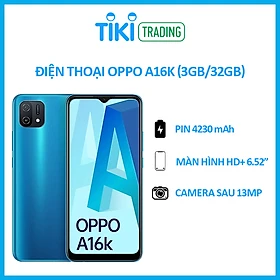 TIKI
TRADING
ĐIỆN THOẠI OPPO A16K (3GB/32GB)
PIN 4230 mAh
MÀN HÌNH HD+ 6.52”
CAMERA SAU 13MP
A
OPPO
A16k